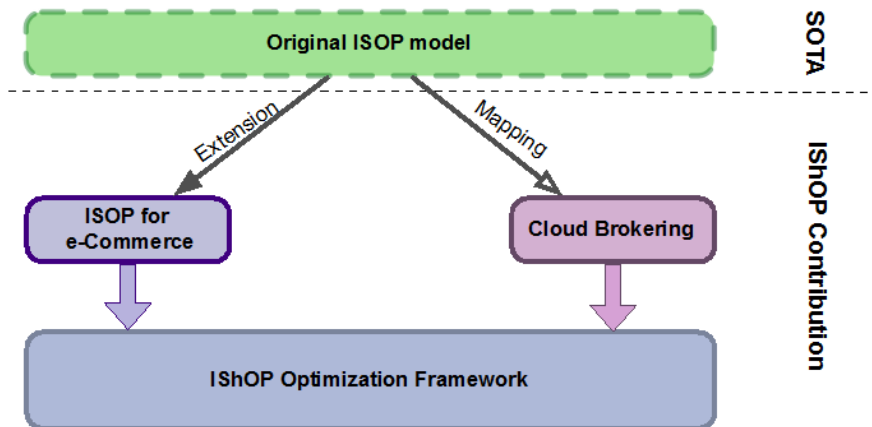 Original ISOP model
SOTA
Extension
Mapping
ISOP for
e-Commerce
Cloud Brokering
IShOP Contribution
IShOP Optimization Framework